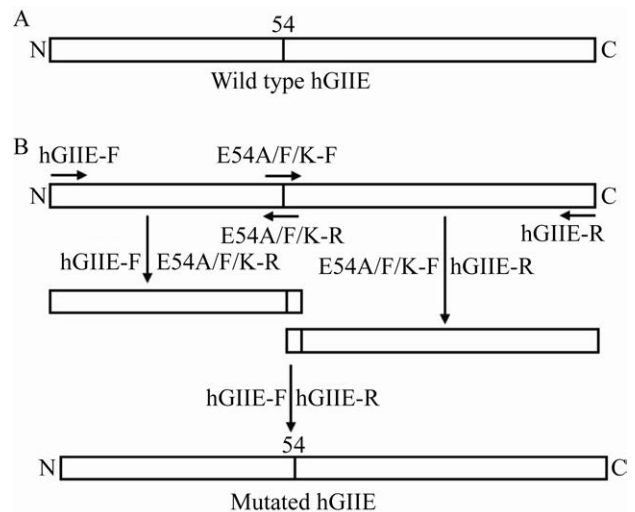 A
54
N
C
Wild type hGIIE
B
hGIIE-F
E54A/F/K-F
N
C
E54A/F/K-R
hGIIE-R
hGIIE-F E54A/F/K-R
E54A/F/K-F hGIIE-R
hGIIE-F hGIIE-R
54
N
C
Mutated hGIIE